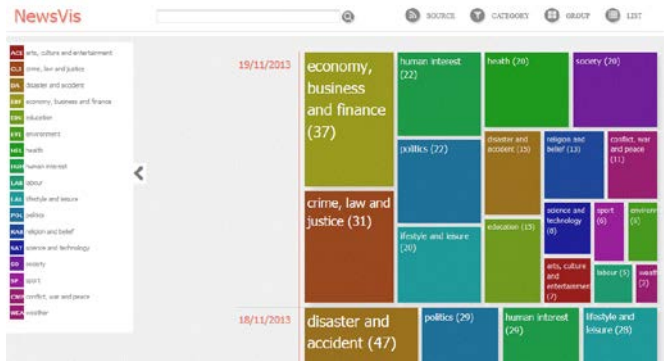 NewsVis
SOURCE
CATEGORY
GROUP
LIST
ACE arts, culture and entertainment
CLJ crime, law and justice
DA disaster and accident
EBF economy, business and finance
EDU education
EVI environment
HEL health
HUM human interest
LAB labour
LAL lifestyle and leisure
POL politics
RAB religion and belief
SAT science and technology
SO society
SP sport
CWP conflict, war and peace
WEA weather
19/11/2013
economy,
business
and finance
(37)
crime, law and
justice (31)
human interest
(22)
politics (22)
lifestyle and leisure
(20)
health (20)
society (20)
disaster and
accident (15)
religion and
belief (13)
conflict, war
and peace
(11)
education (15)
science and
technology
(8)
sport
(6)
environm
arts, culture
and
entertainment
(7)
labour (5)
weath
18/11/2013
disaster and
accident (47)
politics (29)
human interest
(29)
lifestyle and
leisure (28)